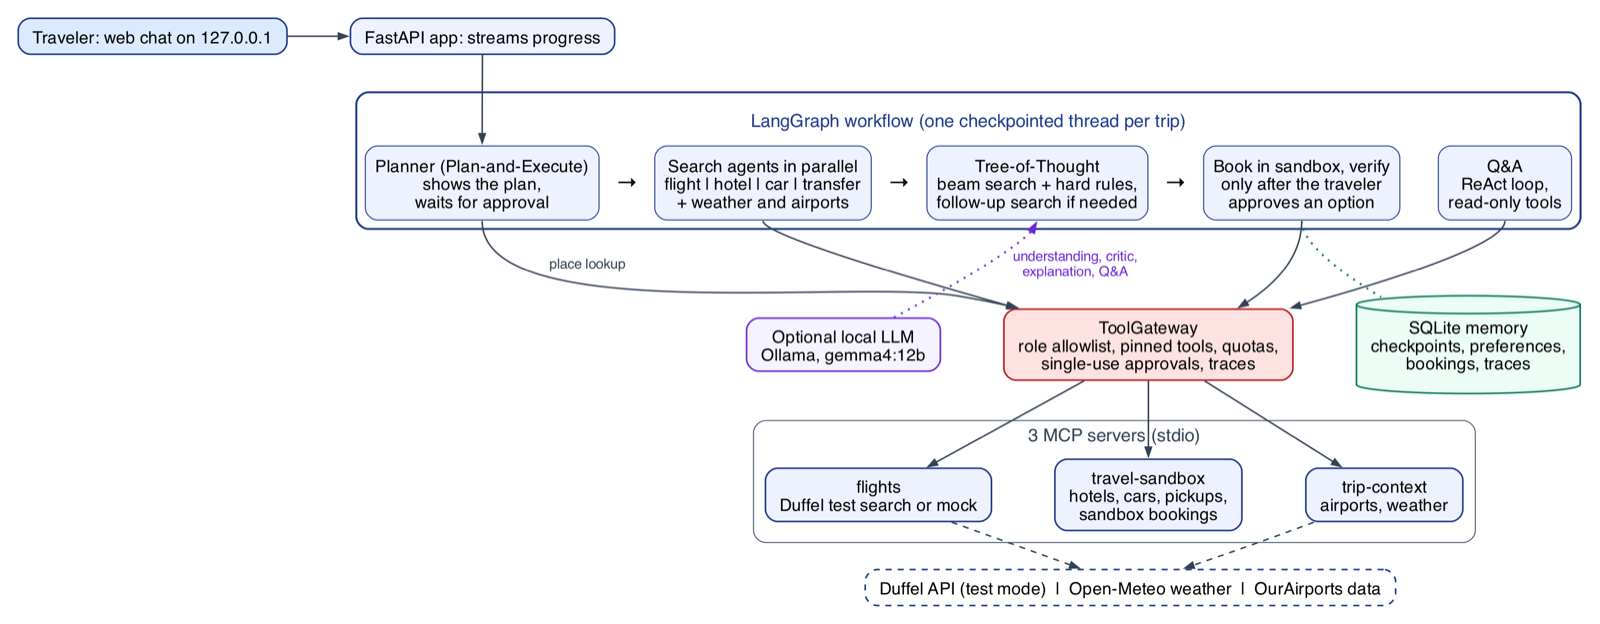 Traveler: web chat on 127.0.0.1
FastAPI app: streams progress
LangGraph workflow (one checkpointed thread per trip)
Planner (Plan-and-Execute)
shows the plan,
waits for approval
Search agents in parallel
flight | hotel | car | transfer
+ weather and airports
Tree-of-Thought
beam search + hard rules,
follow-up search if needed
Book in sandbox, verify
only after the traveler
approves an option
Q&A
ReAct loop,
read-only tools
place lookup
understanding, critic,
explanation, Q&A
Optional local LLM
Ollama, gemma4:12b
ToolGateway
role allowlist, pinned tools, quotas,
single-use approvals, traces
SQLite memory
checkpoints, preferences,
bookings, traces
3 MCP servers (stdio)
flights
Duffel test search or mock
travel-sandbox
hotels, cars, pickups,
sandbox bookings
trip-context
airports, weather
Duffel API (test mode) | Open-Meteo weather | OurAirports data